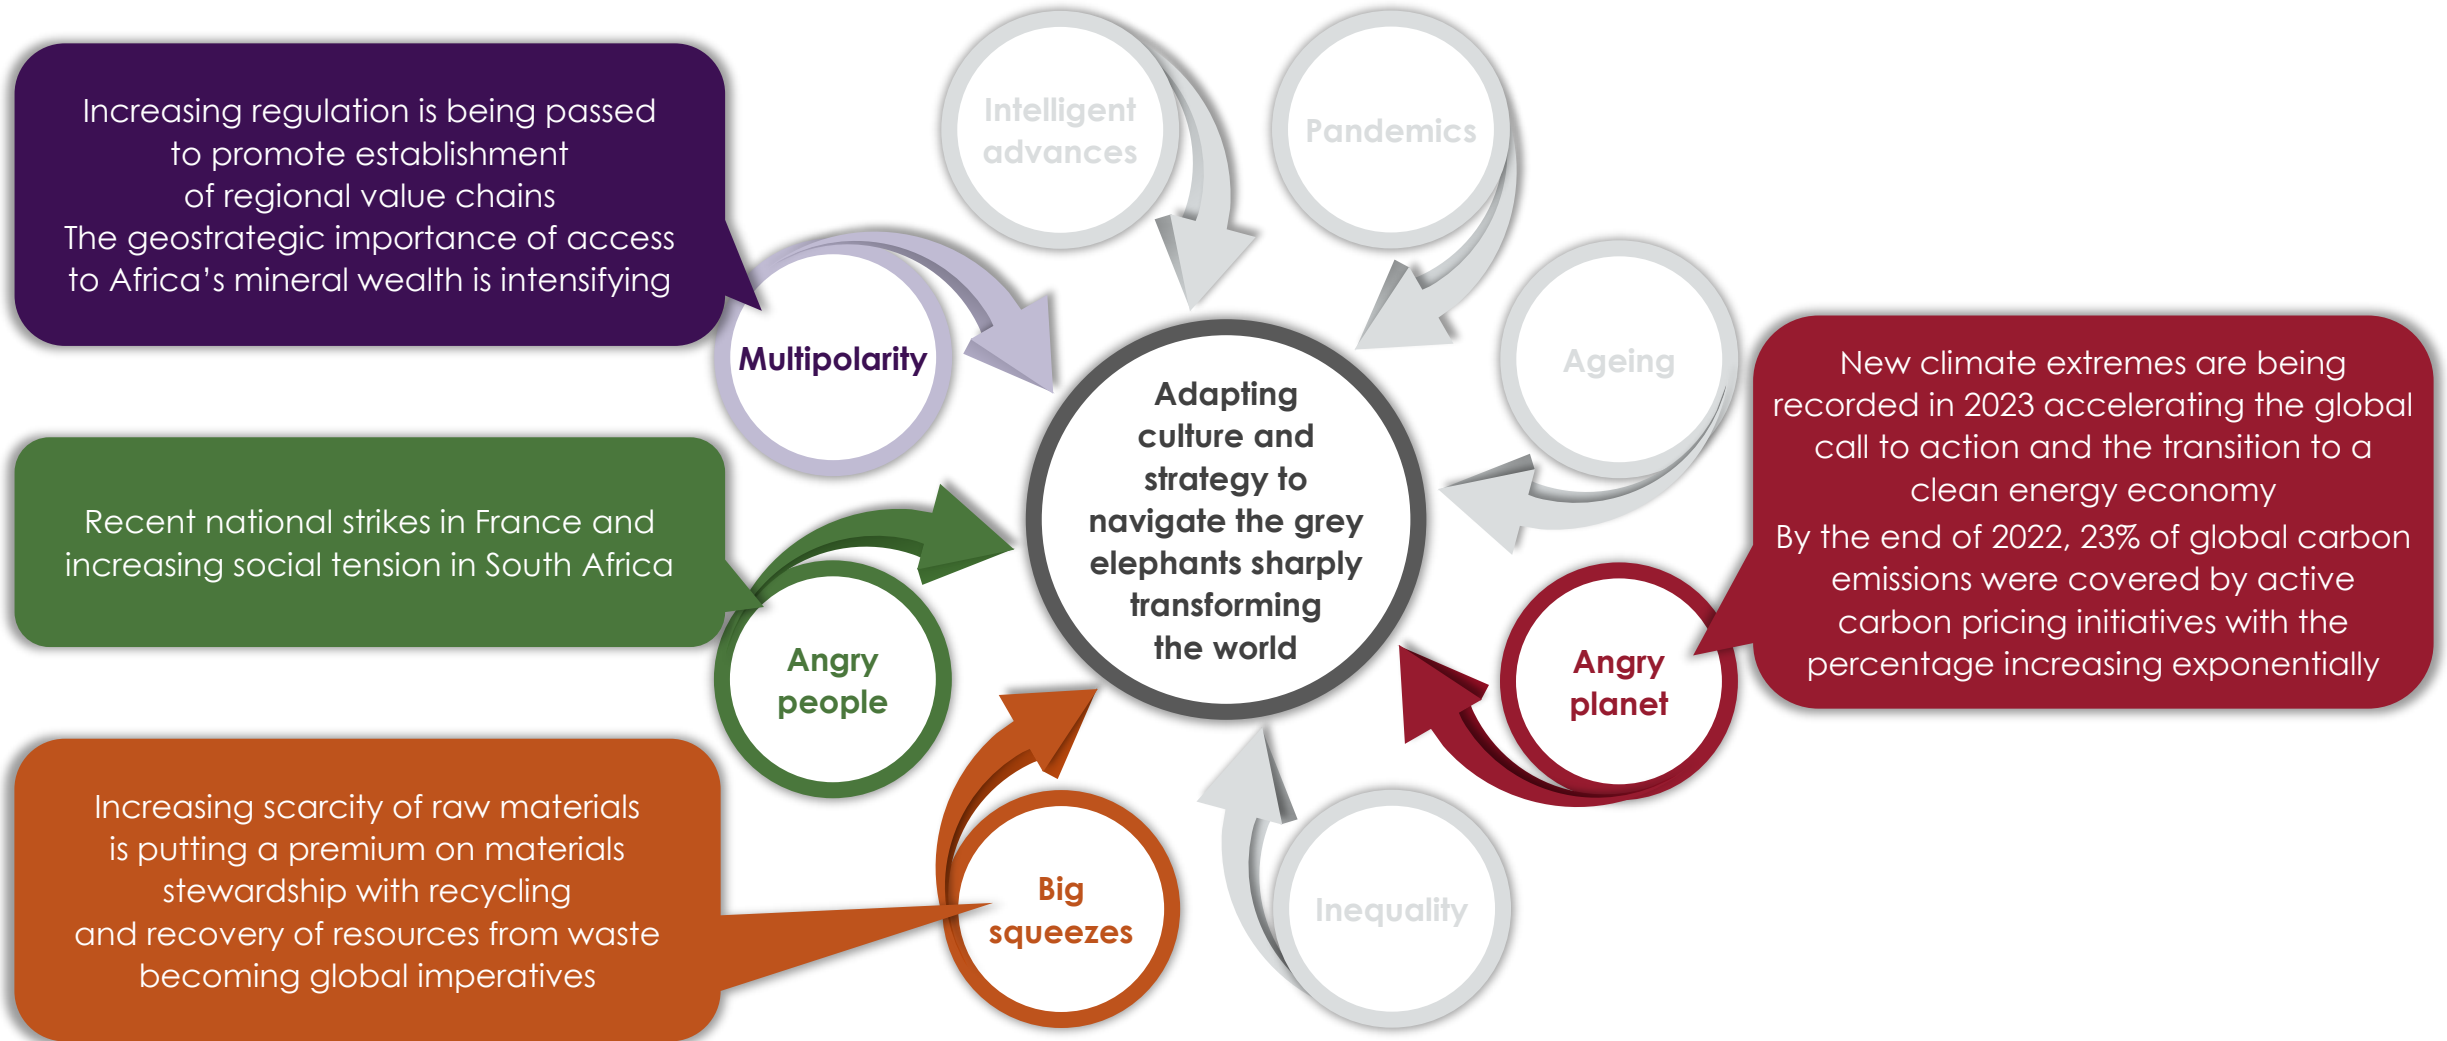 Increasing regulation is being passed
to promote establishment
of regional value chains
The geostrategic importance of access
to Africa’s mineral wealth is intensifying
Multipolarity
Intelligent
advances
Pandemics
Ageing
Adapting
culture and
strategy to
navigate the grey
elephants sharply
transforming
the world
New climate extremes are being
recorded in 2023 accelerating the global
call to action and the transition to a
clean energy economy
By the end of 2022, 23% of global carbon
emissions were covered by active
carbon pricing initiatives with the
percentage increasing exponentially
Angry
planet
Recent national strikes in France and
increasing social tension in South Africa
Angry
people
Increasing scarcity of raw materials
is putting a premium on materials
stewardship with recycling
and recovery of resources from waste
becoming global imperatives
Big
squeezes
Inequality